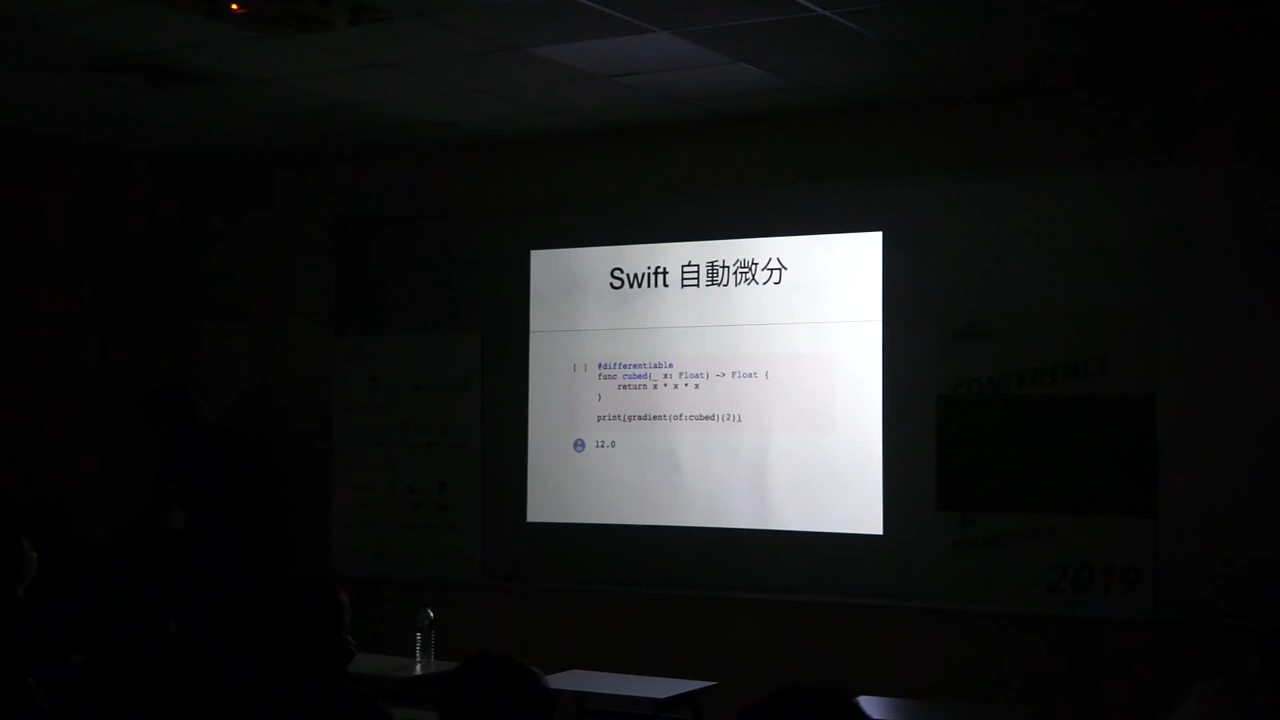 Swift 自動微分
[ ] @differentiable
func cubed(_ x: Float) -> Float {
return x * x * x
}
print(gradient(of:cubed)(2))
12.0
CONFERENCE
2019